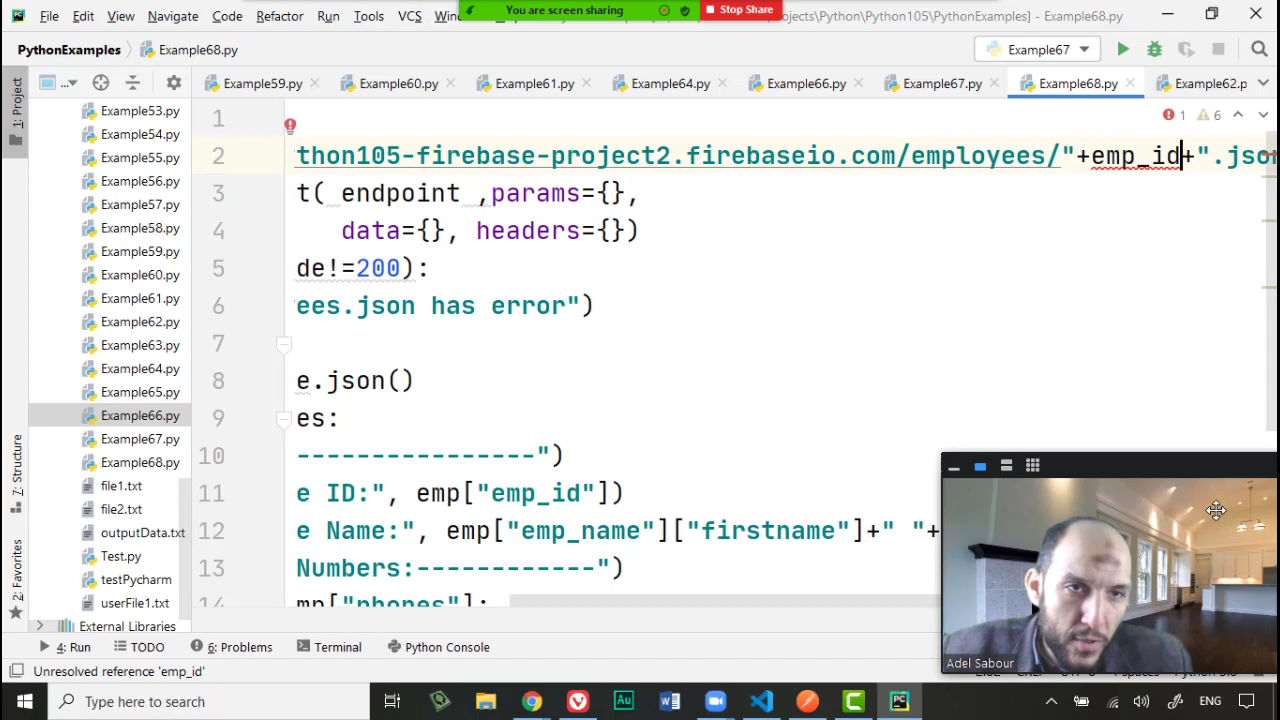 File Edit View Navigate Code Refactor Run Tools VCS
You are screen sharing
Stop Share
rojects\Python\Python105\PythonExamples] - Example68.py
PythonExamples
Example68.py
Example67
Example59.py
Example60.py
Example61.py
Example64.py
Example66.py
Example67.py
Example68.py
Example62.p
1: Project
7: Structure
2: Favorites
Example53.py
Example54.py
Example55.py
Example56.py
Example57.py
Example58.py
Example59.py
Example60.py
Example61.py
Example62.py
Example63.py
Example64.py
Example65.py
Example66.py
Example67.py
Example68.py
file1.txt
file2.txt
outputData.txt
Test.py
testPycharm
userFile1.txt
External Libraries
1 6
1
2 thon105-firebase-project2.firebaseio.com/employees/"+emp_id+".json
3 t( endpoint ,params={},
4 data={}, headers={})
5 de!=200):
6 ees.json has error")
7
8 e.json()
9 es:
10 ----------------")
11 e ID:", emp["emp_id"])
12 e Name:", emp["emp_name"]["firstname"]+" "+
13 Numbers:------------")
14 mp["phones"]:
Adel Sabour
4: Run
TODO
6: Problems
Terminal
Python Console
Unresolved reference 'emp_id'
Type here to search
ENG